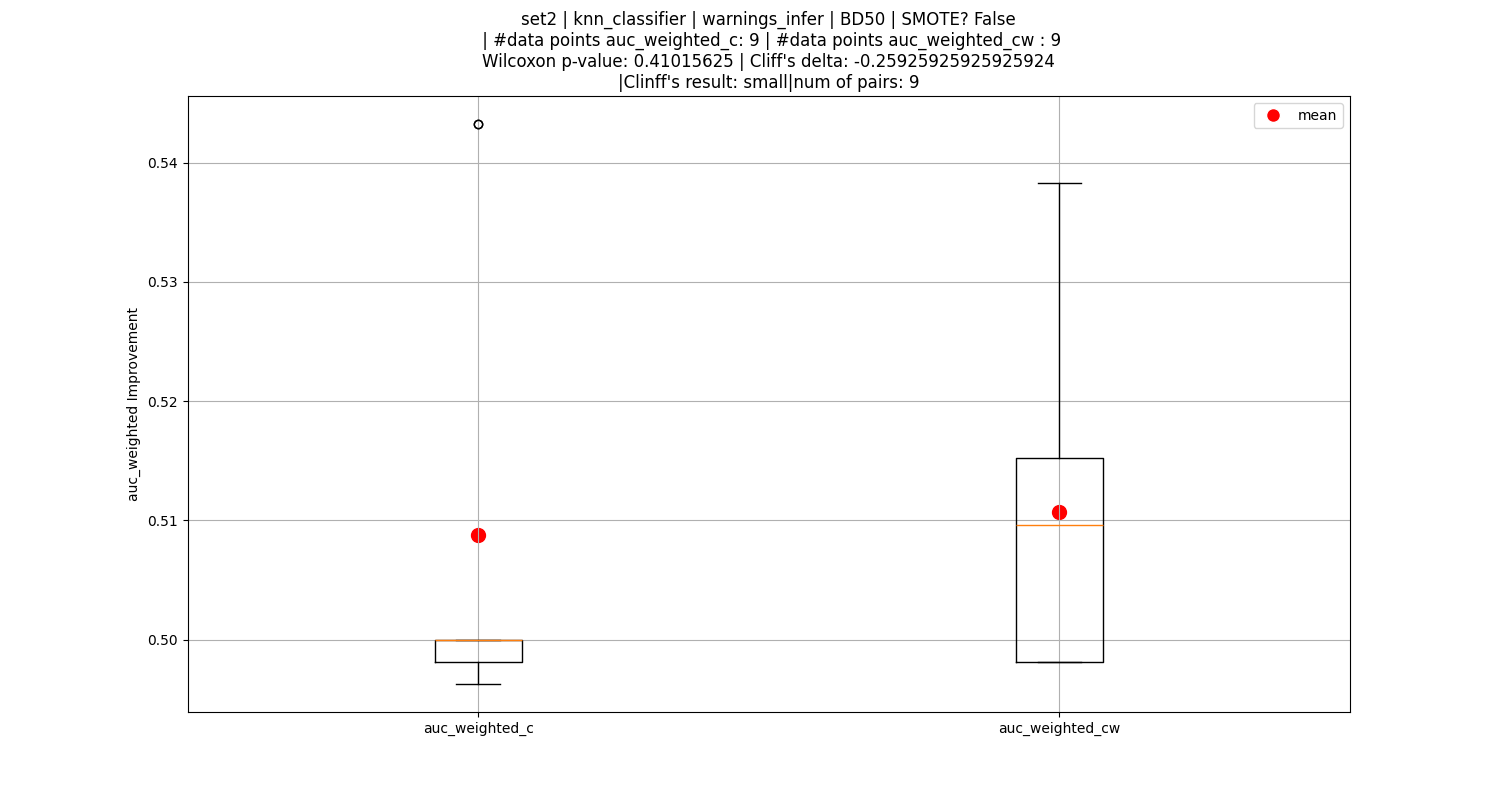 set2 | knn_classifier | warnings_infer | BD50 | SMOTE? False
| #data points auc_weighted_c: 9 | #data points auc_weighted_cw : 9
Wilcoxon p-value: 0.41015625 | Cliff's delta: -0.25925925925925924
|Clinff's result: small|num of pairs: 9
mean
0.54
0.53
0.52
0.51
0.50
auc_weighted Improvement
auc_weighted_c
auc_weighted_cw